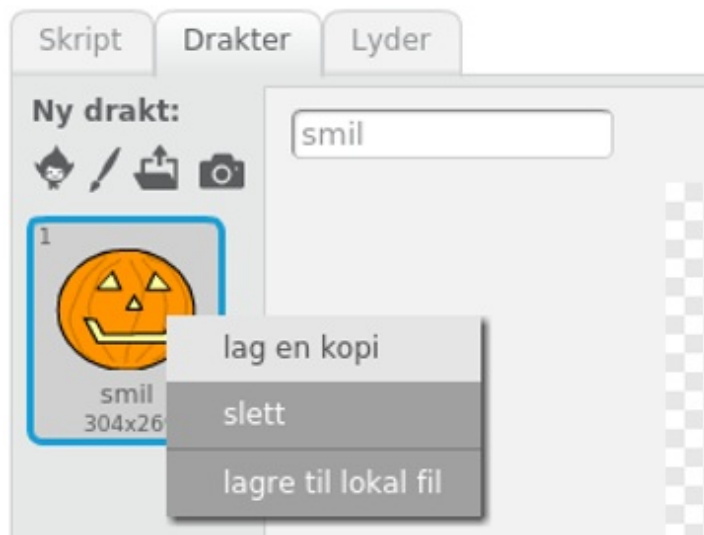 Skript
Drakter
Lyder
Ny drakt:
smil
1
smil
lag en kopi
slett
lagre til lokal fil